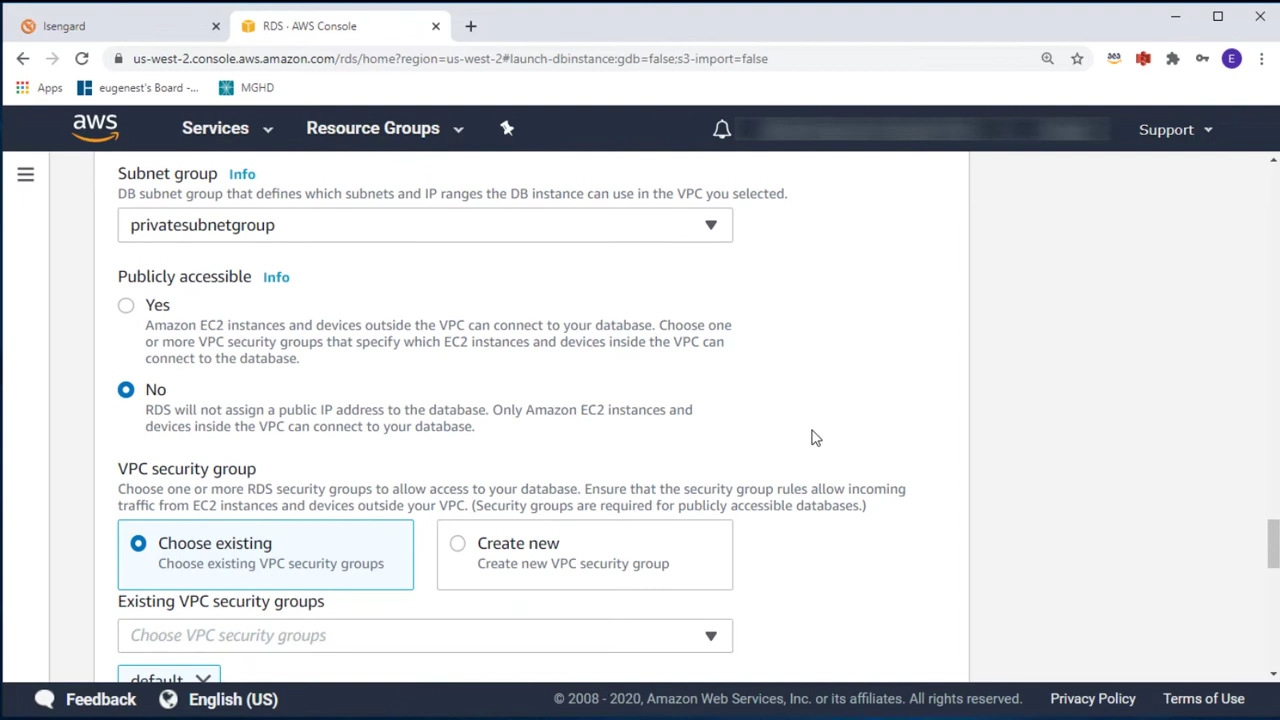 Isengard
RDS · AWS Console
us-west-2.console.aws.amazon.com/rds/home?region=us-west-2#launch-dbinstance:gdb=false;s3-import=false
E
Apps
eugenest's Board -...
MGHD
aws
Services
Resource Groups
Support
Subnet group Info
DB subnet group that defines which subnets and IP ranges the DB instance can use in the VPC you selected.
privatesubnetgroup
Publicly accessible Info
Yes
Amazon EC2 instances and devices outside the VPC can connect to your database. Choose one
or more VPC security groups that specify which EC2 instances and devices inside the VPC can
connect to the database.
No
RDS will not assign a public IP address to the database. Only Amazon EC2 instances and
devices inside the VPC can connect to your database.
VPC security group
Choose one or more RDS security groups to allow access to your database. Ensure that the security group rules allow incoming
traffic from EC2 instances and devices outside your VPC. (Security groups are required for publicly accessible databases.)
Choose existing
Choose existing VPC security groups
Create new
Create new VPC security group
Existing VPC security groups
Choose VPC security groups
default
Feedback
English (US)
© 2008 - 2020, Amazon Web Services, Inc. or its affiliates. All rights reserved.
Privacy Policy
Terms of Use